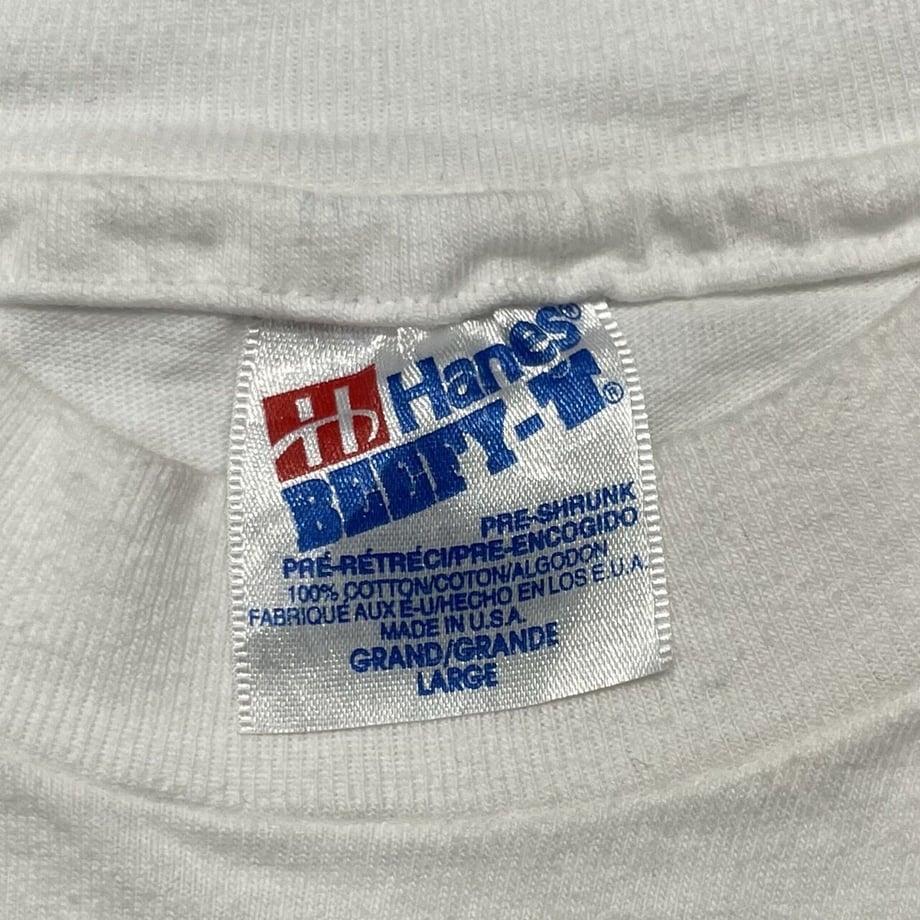 H Hanes®
BEEFY-T®
PRE-SHRUNK
PRÉ-RÉTRÉCI/PRE-ENCOGIDO
100% COTTON/COTON/ALGODON
FABRIQUÉ AUX É-U/HECHO EN LOS E.U.A.
MADE IN U.S.A.
GRAND/GRANDE
LARGE